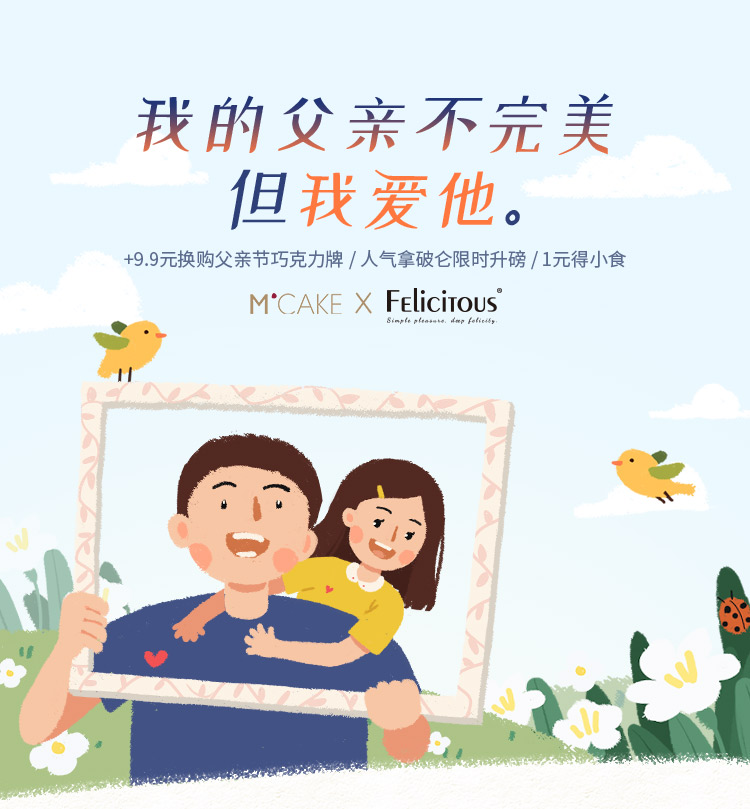 我的父亲不完美
但我爱他。
+9.9元换购父亲节巧克力牌 / 人气拿破仑限时升磅 / 1元得小食
M'CAKE X Felicitous®
Simple pleasure, deep felicity.